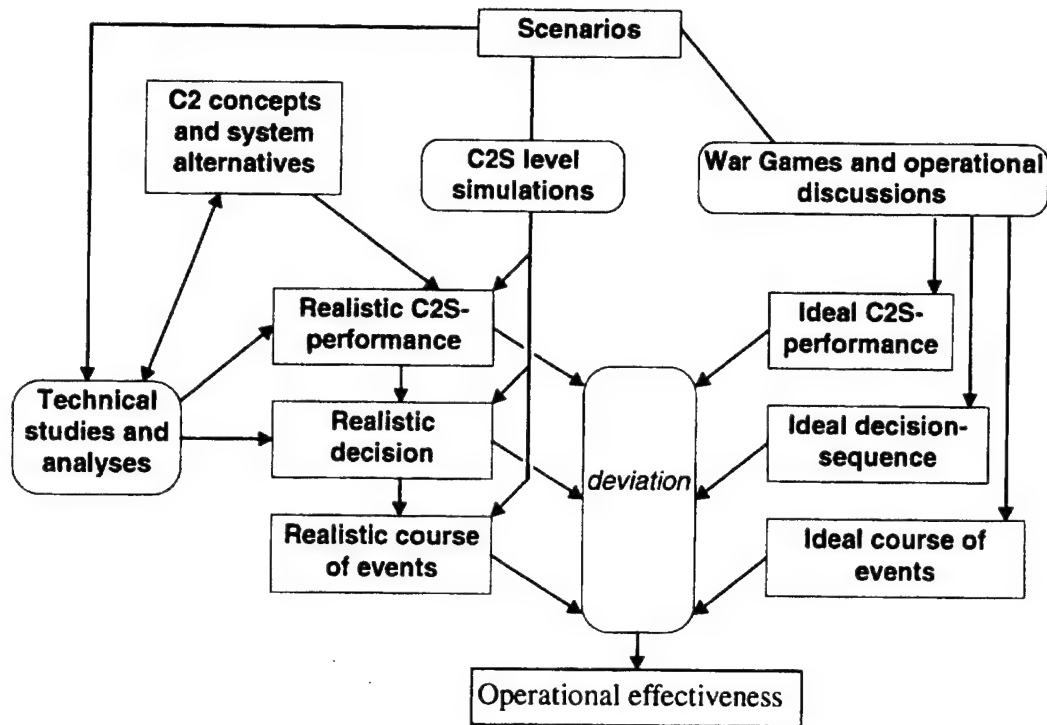 Scenarios
C2 concepts
and system
alternatives
C2S level
simulations
War Games and operational
discussions
Realistic C2S-
performance
Ideal C2S-
performance
Technical
studies and
analyses
Realistic
decision
deviation
Ideal decision-
sequence
Realistic course
of events
Ideal course of
events
Operational effectiveness